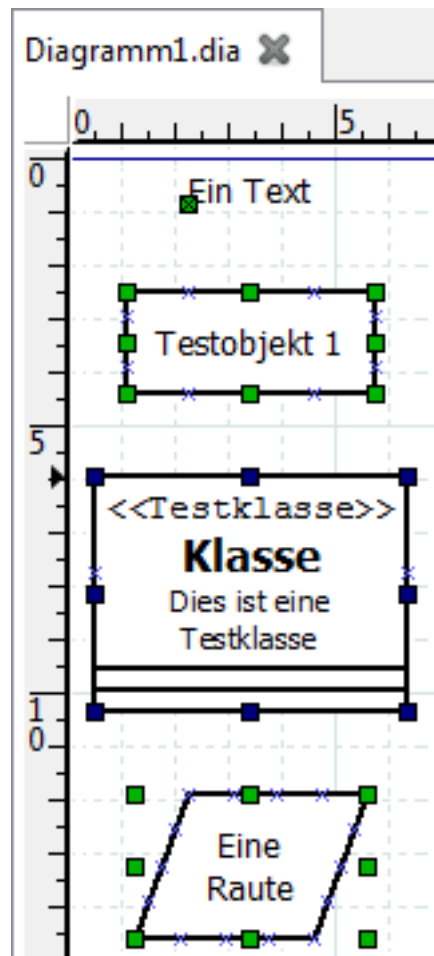 Diagramm1.dia
0 5
0
Ein Text
Testobjekt 1
5
<<Testklasse>>
Klasse
Dies ist eine
Testklasse
1
0
Eine
Raute